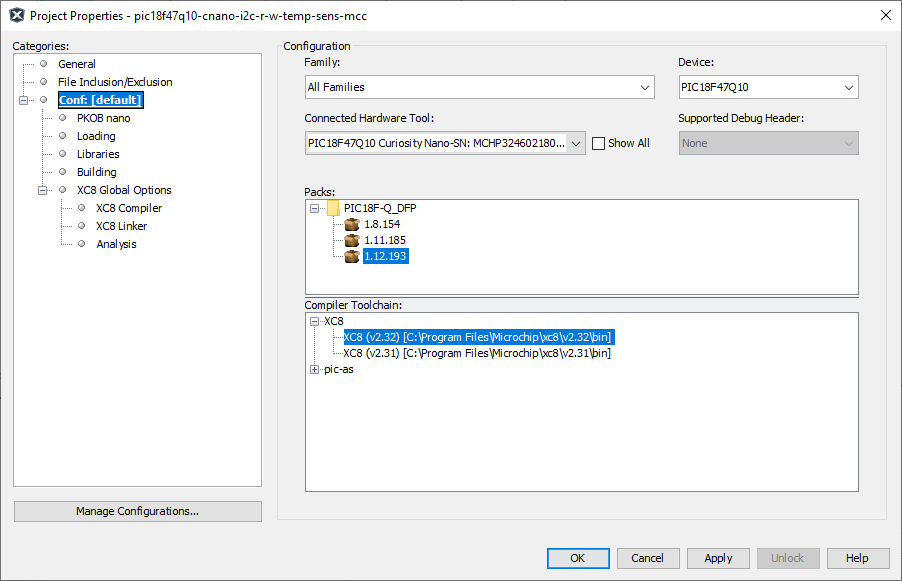 Project Properties - pic18f47q10-cnano-i2c-r-w-temp-sens-mcc
Categories:
General
File Inclusion/Exclusion
Conf: [default]
PKOB nano
Loading
Libraries
Building
XC8 Global Options
XC8 Compiler
XC8 Linker
Analysis
Manage Configurations...
Configuration
Family:
All Families
Device:
PIC18F47Q10
Connected Hardware Tool:
PIC18F47Q10 Curiosity Nano-SN: MCHP324602180...
Show All
Supported Debug Header:
None
Packs:
PIC18F-Q_DFP
1.8.154
1.11.185
1.12.193
Compiler Toolchain:
XC8
XC8 (v2.32) [C:\Program Files\Microchip\xc8\v2.32\bin]
XC8 (v2.31) [C:\Program Files\Microchip\xc8\v2.31\bin]
pic-as
OK
Cancel
Apply
Unlock
Help